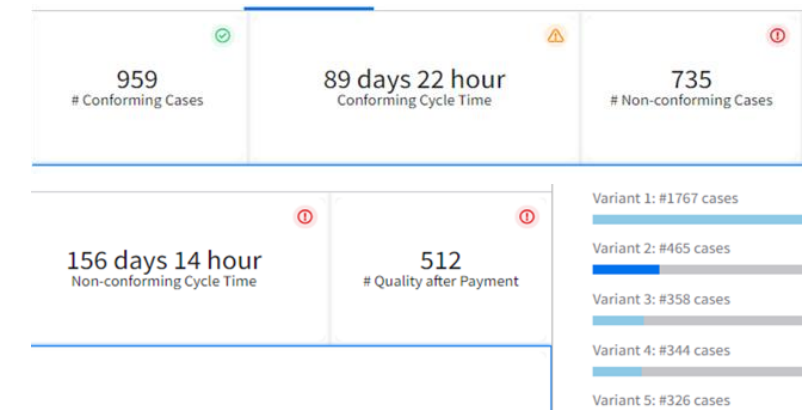 959
# Conforming Cases
89 days 22 hour
Conforming Cycle Time
735
# Non-conforming Cases
156 days 14 hour
Non-conforming Cycle Time
512
# Quality after Payment
Variant 1: #1767 cases
Variant 2: #465 cases
Variant 3: #358 cases
Variant 4: #344 cases
Variant 5: #326 cases